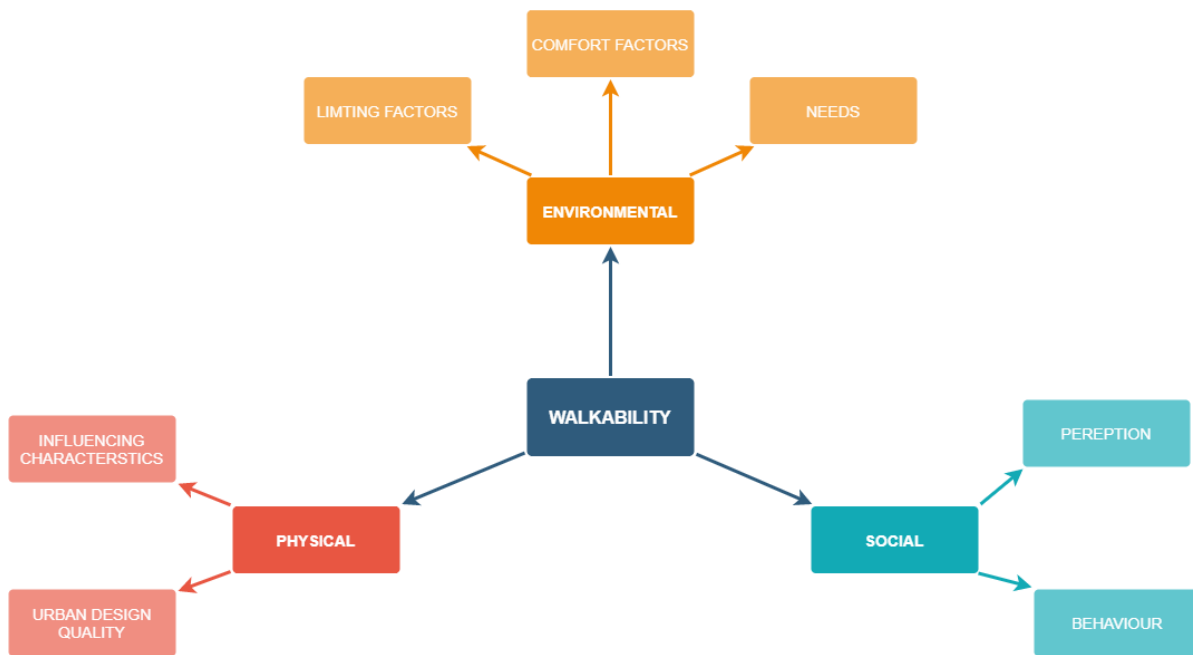 COMFORT FACTORS
LIMTING FACTORS
NEEDS
ENVIRONMENTAL
WALKABILITY
INFLUENCING
CHARACTERSTICS
PEREPTION
PHYSICAL
SOCIAL
URBAN DESIGN
QUALITY
BEHAVIOUR